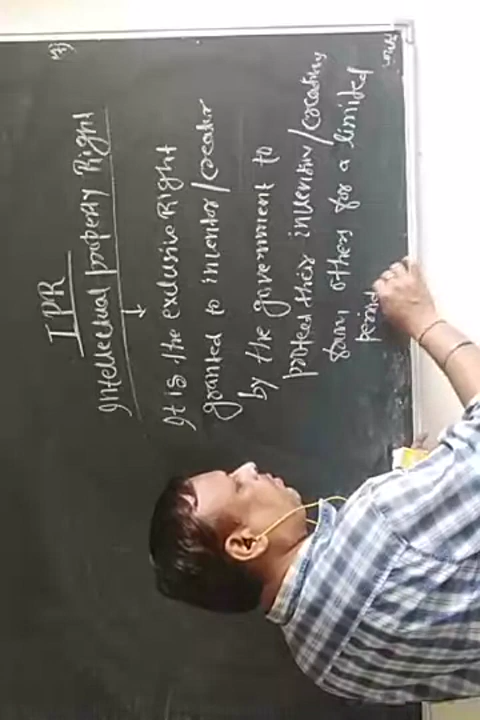 IPR
Intellectual property Right
It is the exclusive Right
granted to inventor/creator
by the government to
protect their invention/creating
from others for a limited
period